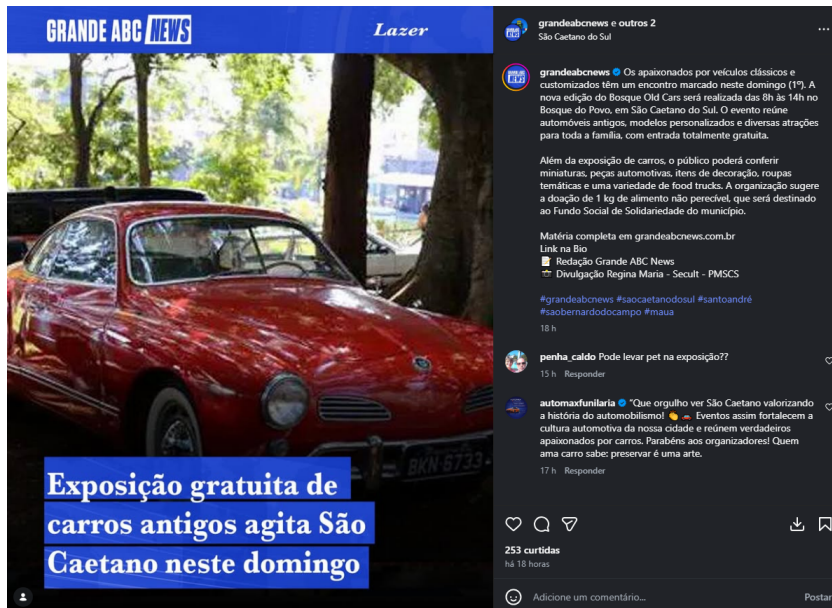 GRANDE ABC NEWS
Lazer
BKN-6733
Exposição gratuita de
carros antigos agita São
Caetano neste domingo
grandeabcnews e outros 2
São Caetano do Sul
grandeabcnews Os apaixonados por veículos clássicos e
customizados têm um encontro marcado neste domingo (1º). A
nova edição do Bosque Old Cars será realizada das 8h às 14h no
Bosque do Povo, em São Caetano do Sul. O evento reúne
automóveis antigos, modelos personalizados e diversas atrações
para toda a família, com entrada totalmente gratuita.
Além da exposição de carros, o público poderá conferir
miniaturas, peças automotivas, itens de decoração, roupas
temáticas e uma variedade de food trucks. A organização sugere
a doação de 1 kg de alimento não perecível, que será destinado
ao Fundo Social de Solidariedade do município.
Matéria completa em grandeabcnews.com.br
Link na Bio
📝 Redação Grande ABC News
📸 Divulgação Regina Maria - Secult - PMSCS
#grandeabcnews #saocaetanodosul #santoandré
#saobernardodocampo #maua
18 h
penha_caldo Pode levar pet na exposição??
15 h Responder
automaxfunilaria "Que orgulho ver São Caetano valorizando
a história do automobilismo! 👏 🚗 Eventos assim fortalecem a
cultura automotiva da nossa cidade e reúnem verdadeiros
apaixonados por carros. Parabéns aos organizadores! Quem
ama carro sabe: preservar é uma arte.
17 h Responder
253 curtidas
há 18 horas
Adicione um comentário... Postar